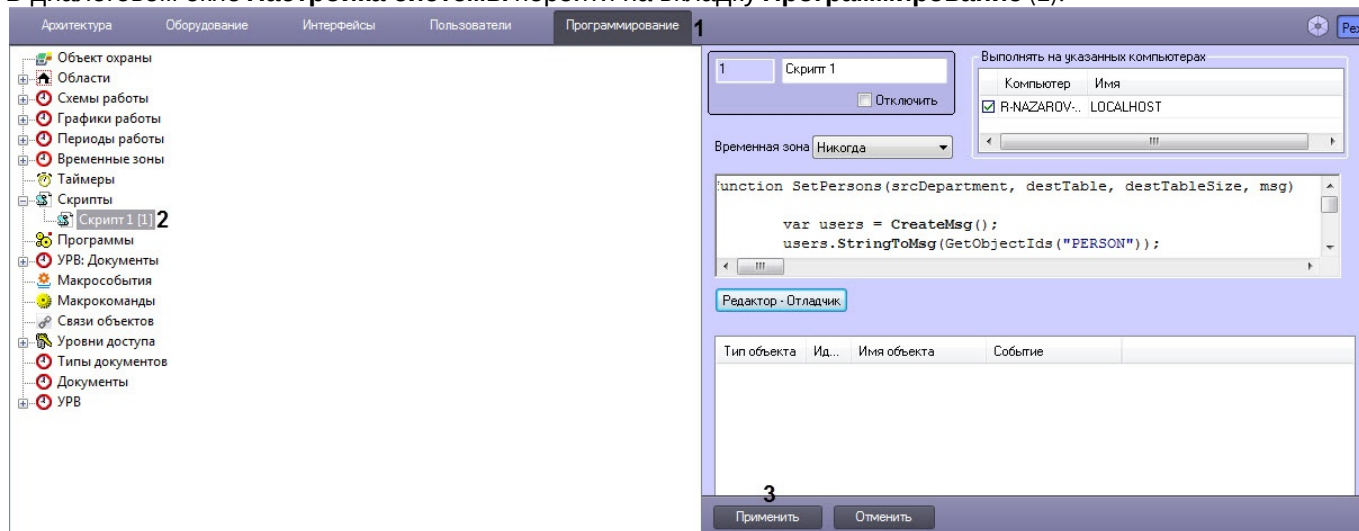 В диалоговом окне Настройка системы перейти на вкладку Программирование (1).
Архитектура Оборудование Интерфейсы Пользователи Программирование 1
Объект охраны
Области
Схемы работы
Графики работы
Периоды работы
Временные зоны
Таймеры
Скрипты
Скрипт 1 [1] 2
Программы
УРВ: Документы
Макрособытия
Макрокоманды
Связи объектов
Уровни доступа
Типы документов
Документы
УРВ
1 Скрипт 1
Отключить
Выполнять на указанных компьютерах
Компьютер Имя
R-NAZAROV-.. LOCALHOST
Временная зона Никогда
function SetPersons(srcDepartment, destTable, destTableSize, msg)
var users = CreateMsg();
users.StringToMsg(GetObjectIds("PERSON"));
Редактор - Отладчик
Тип объекта Ид... Имя объекта Событие
3
Применить Отменить